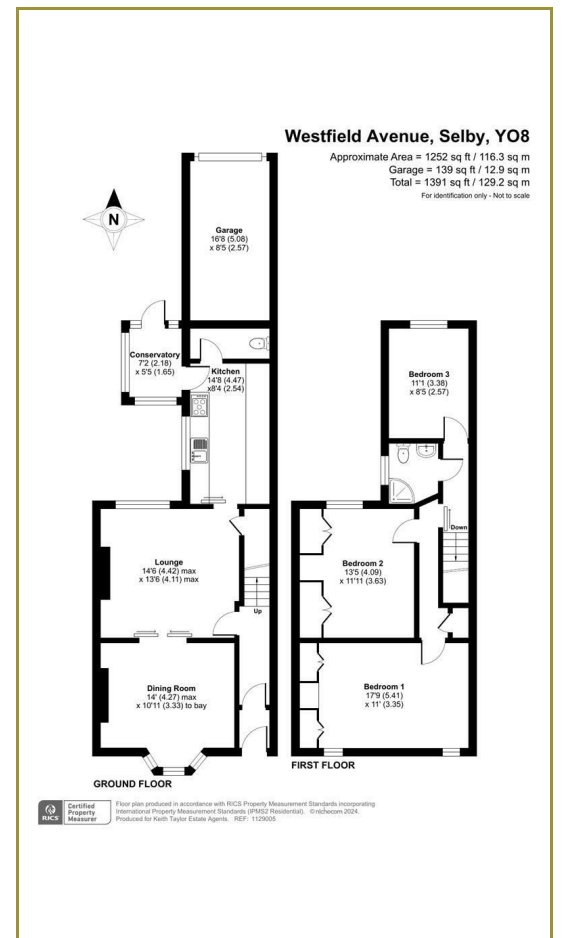 Westfield Avenue, Selby, YO8
Approximate Area = 1252 sq ft / 116.3 sq m
Garage = 139 sq ft / 12.9 sq m
Total = 1391 sq ft / 129.2 sq m
For identification only - Not to scale
N
Garage
16'8 (5.08)
x 8'5 (2.57)
Conservatory
7'2 (2.18)
x 5'5 (1.65)
Kitchen
14'8 (4.47)
x8'4 (2.54)
Bedroom 3
11'1 (3.38)
x 8'5 (2.57)
Down
Lounge
14'6 (4.42) max
x 13'6 (4.11) max
Up
Bedroom 2
13'5 (4.09)
x 11'11 (3.63)
Dining Room
14' (4.27) max
x 10'11 (3.33) to bay
Bedroom 1
17'9 (5.41)
x 11' (3.35)
GROUND FLOOR
FIRST FLOOR
RICS
Certified
Property
Measurer
Floor plan produced in accordance with RICS Property Measurement Standards incorporating
International Property Measurement Standards (IPMS2 Residential). © nichecom 2024.
Produced for Keith Taylor Estate Agents. REF: 1129005